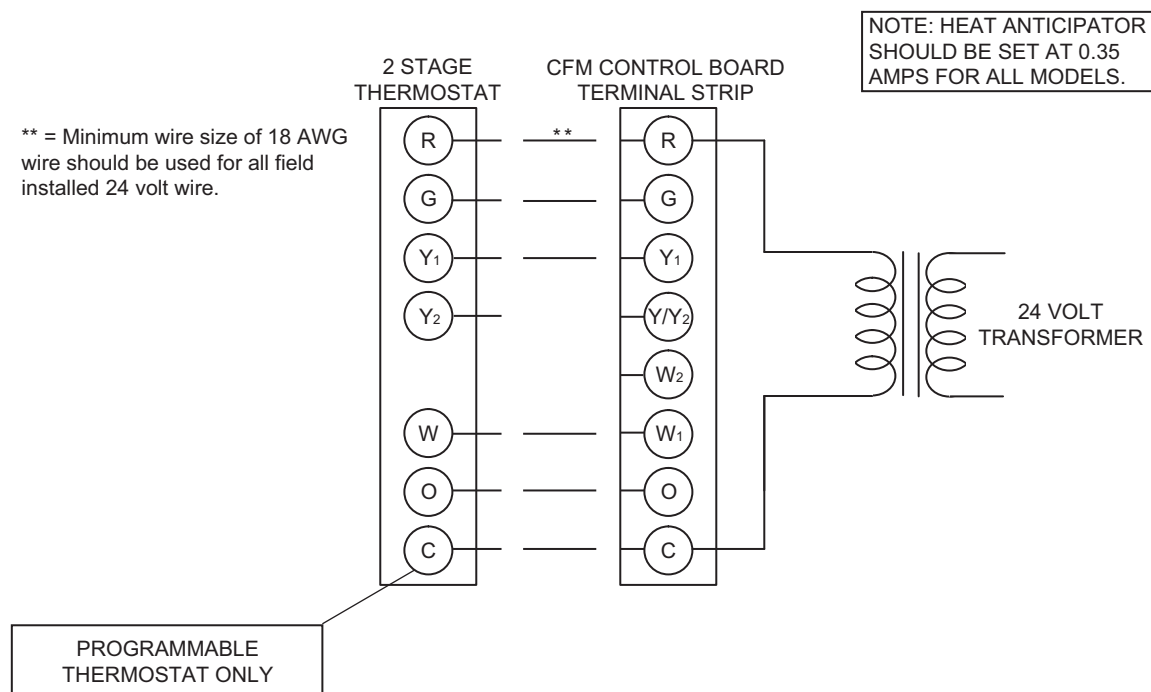 NOTE: HEAT ANTICIPATOR
SHOULD BE SET AT 0.35
AMPS FOR ALL MODELS.
2 STAGE
THERMOSTAT
CFM CONTROL BOARD
TERMINAL STRIP
** = Minimum wire size of 18 AWG
wire should be used for all field
installed 24 volt wire.
R
**
R
G
G
Y1
Y1
Y2
Y/Y2
W2
W
W1
O
O
C
C
24 VOLT
TRANSFORMER
PROGRAMMABLE
THERMOSTAT ONLY